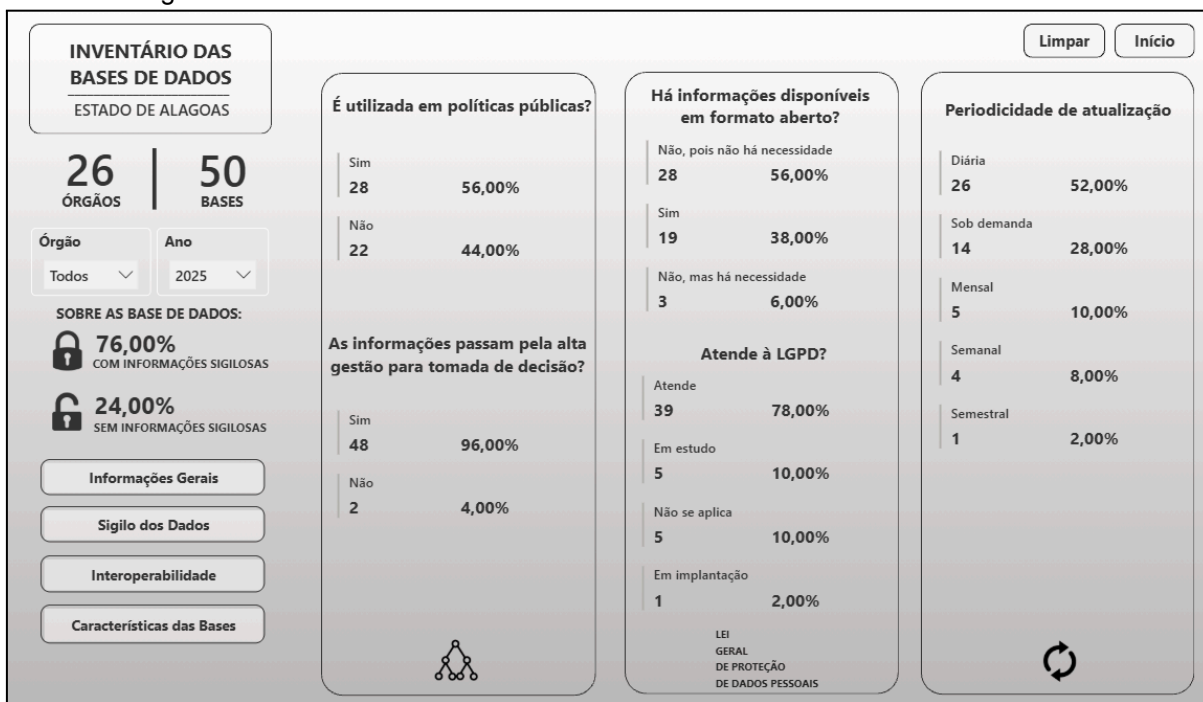 INVENTÁRIO DAS
BASES DE DADOS
ESTADO DE ALAGOAS
26
ÓRGÃOS
50
BASES
Órgão
Todos
Ano
2025
SOBRE AS BASE DE DADOS:
76,00%
COM INFORMAÇÕES SIGILOSAS
24,00%
SEM INFORMAÇÕES SIGILOSAS
Informações Gerais
Sigilo dos Dados
Interoperabilidade
Características das Bases
Limpar
Início
É utilizada em políticas públicas?
Sim
28 56,00%
Não
22 44,00%
As informações passam pela alta
gestão para tomada de decisão?
Sim
48 96,00%
Não
2 4,00%
Há informações disponíveis
em formato aberto?
Não, pois não há necessidade
28 56,00%
Sim
19 38,00%
Não, mas há necessidade
3 6,00%
Atende à LGPD?
Atende
39 78,00%
Em estudo
5 10,00%
Não se aplica
5 10,00%
Em implantação
1 2,00%
LEI
GERAL
DE PROTEÇÃO
DE DADOS PESSOAIS
Periodicidade de atualização
Diária
26 52,00%
Sob demanda
14 28,00%
Mensal
5 10,00%
Semanal
4 8,00%
Semestral
1 2,00%